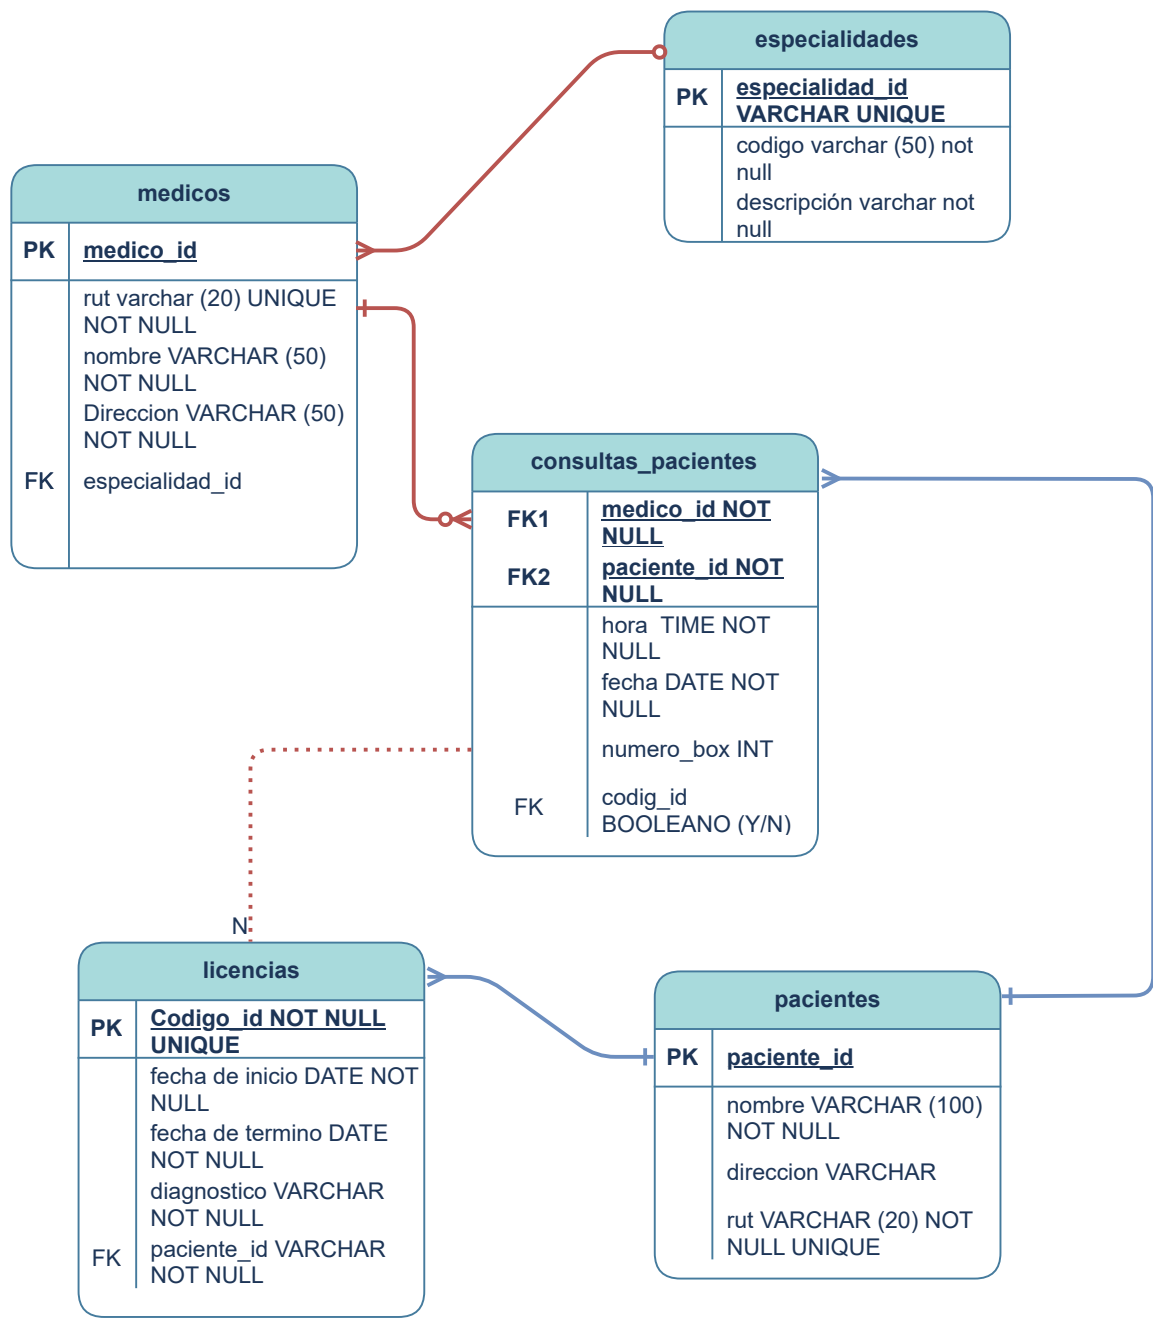 especialidades
PK
especialidad_id
VARCHAR UNIQUE
codigo varchar (50) not
null
descripción varchar not
null
medicos
PK
medico_id
rut varchar (20) UNIQUE
NOT NULL
nombre VARCHAR (50)
NOT NULL
Direccion VARCHAR (50)
NOT NULL
FK
especialidad_id
consultas_pacientes
FK1
medico_id NOT
NULL
FK2
paciente_id NOT
NULL
hora TIME NOT
NULL
fecha DATE NOT
NULL
numero_box INT
FK
codig_id
BOOLEANO (Y/N)
N
licencias
PK
Codigo_id NOT NULL
UNIQUE
fecha de inicio DATE NOT
NULL
fecha de termino DATE
NOT NULL
diagnostico VARCHAR
NOT NULL
FK
paciente_id VARCHAR
NOT NULL
pacientes
PK
paciente_id
nombre VARCHAR (100)
NOT NULL
direccion VARCHAR
rut VARCHAR (20) NOT
NULL UNIQUE